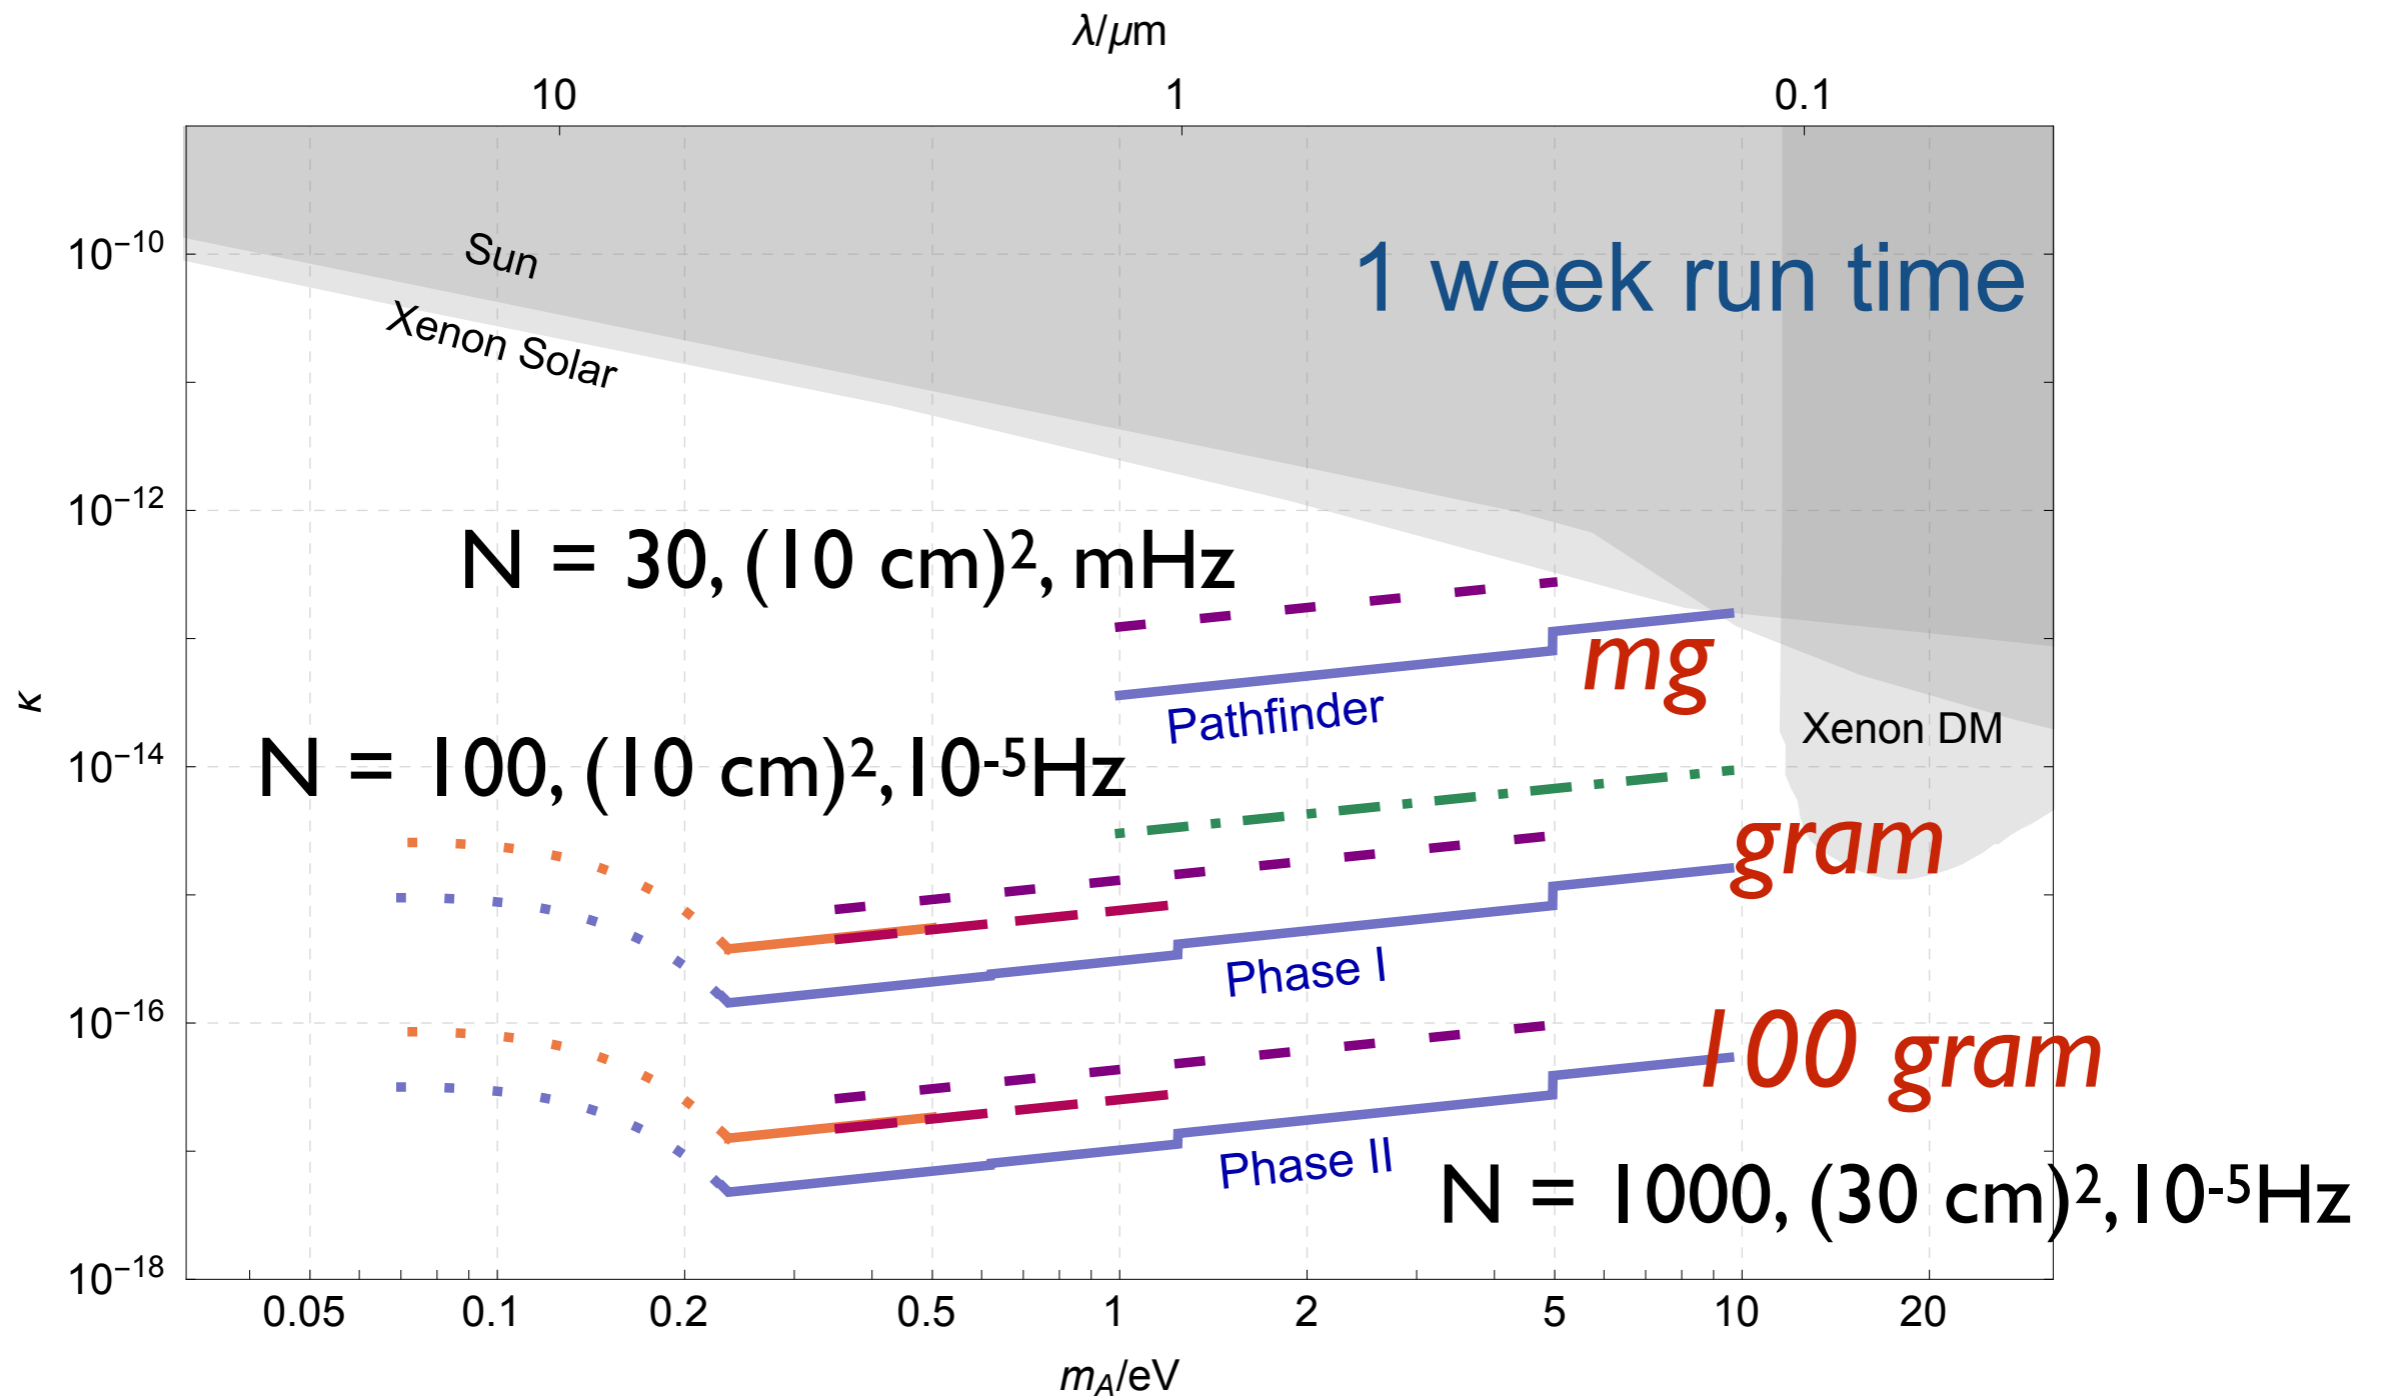 λ/μm
10 1 0.1
10⁻¹⁰
Sun
1 week run time
Xenon Solar
10⁻¹²
N = 30, (10 cm)², mHz
mg
κ
Pathfinder
Xenon DM
10⁻¹⁴
N = 100, (10 cm)²,10⁻⁵Hz
gram
Phase I
10⁻¹⁶
100 gram
Phase II
N = 1000, (30 cm)²,10⁻⁵Hz
10⁻¹⁸
0.05 0.1 0.2 0.5 1 2 5 10 20
m_A/eV